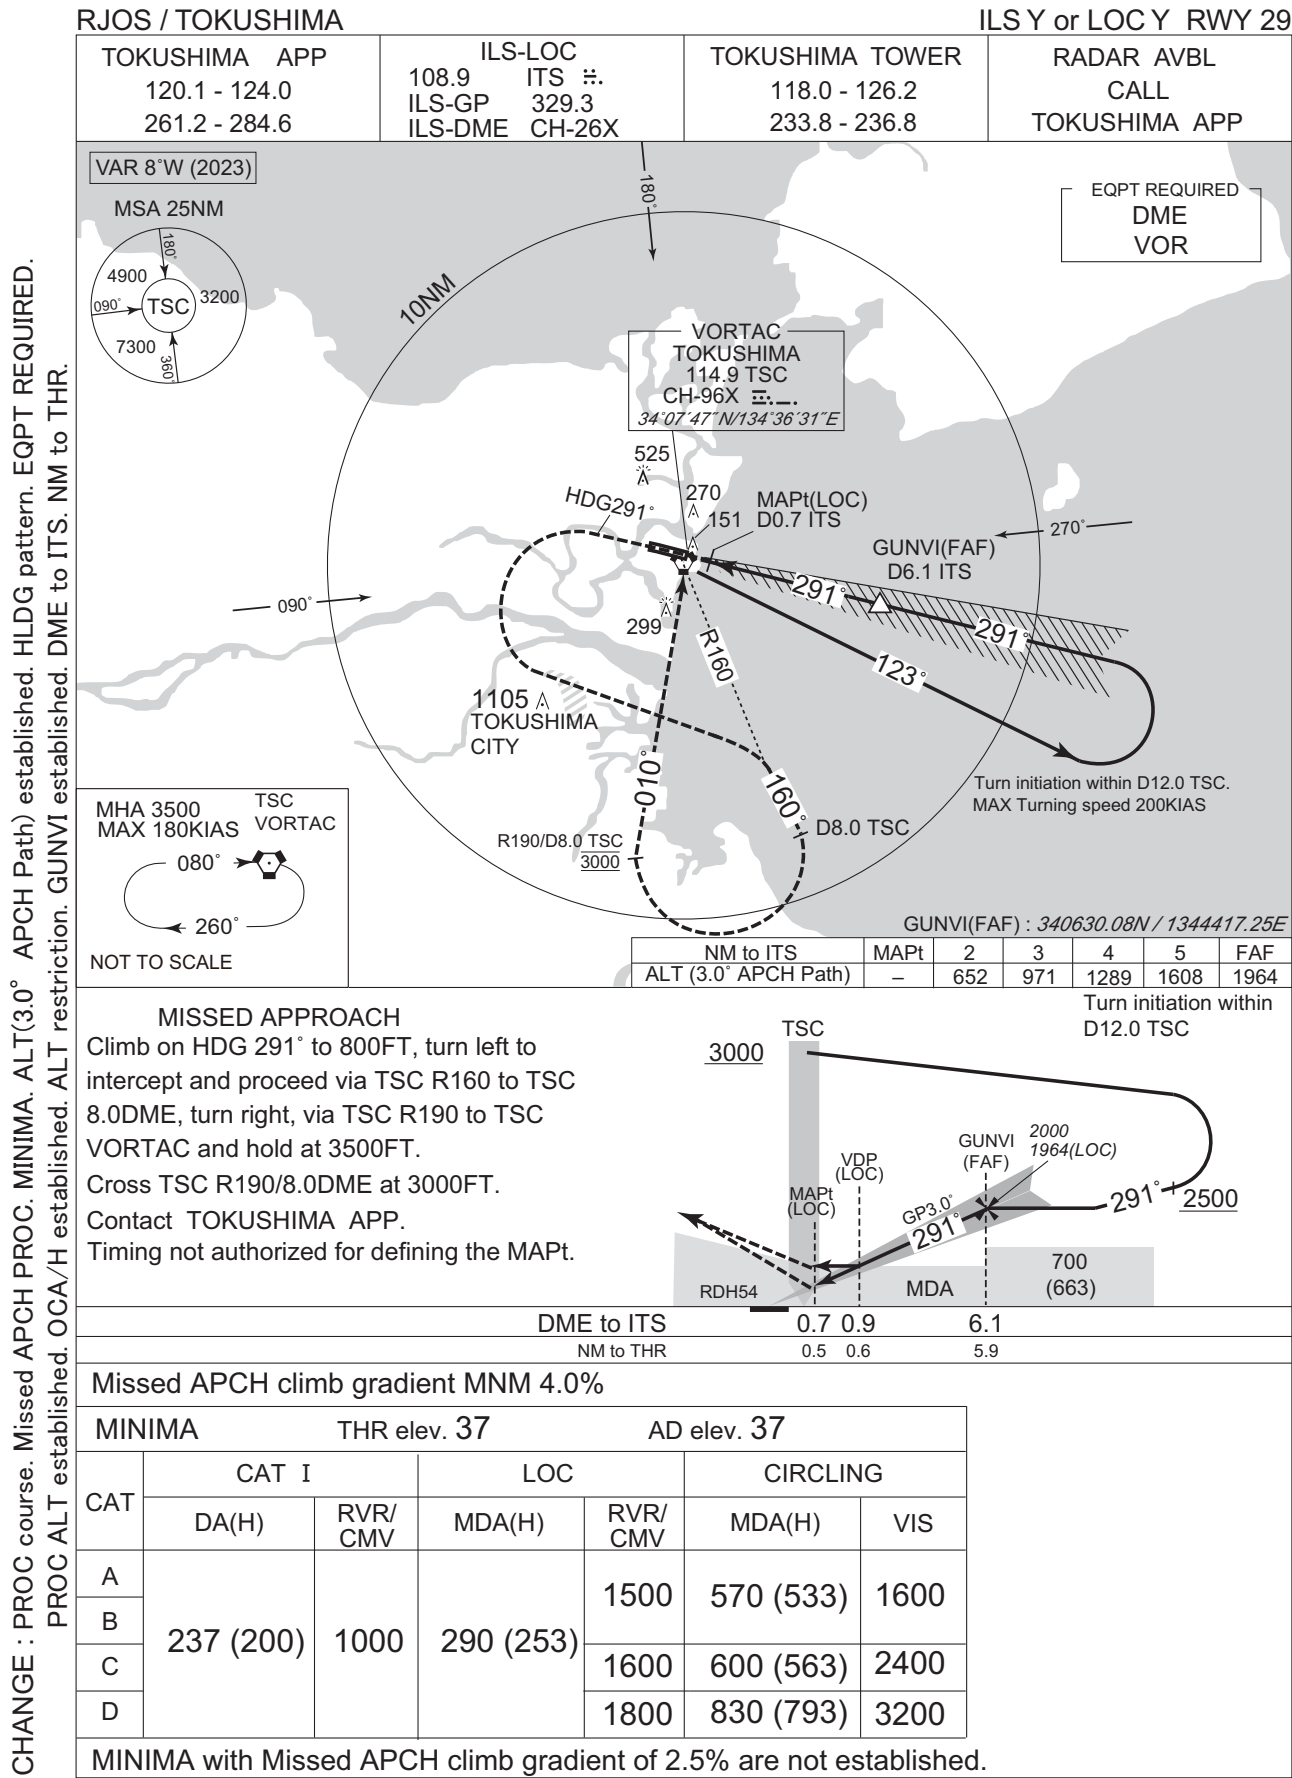 RJOS / TOKUSHIMA
ILS Y or LOC Y RWY 29
TOKUSHIMA APP
120.1 - 124.0
261.2 - 284.6
ILS-LOC
108.9 ITS
ILS-GP 329.3
ILS-DME CH-26X
TOKUSHIMA TOWER
118.0 - 126.2
233.8 - 236.8
RADAR AVBL
CALL
TOKUSHIMA APP
VAR 8°W (2023)
MSA 25NM
180°
4900
090°
TSC
3200
7300
360°
180°
EQPT REQUIRED
DME
VOR
10NM
VORTAC
TOKUSHIMA
114.9 TSC
CH-96X
34°07′47″N/134°36′31″E
525
270
HDG291°
151
MAPt(LOC)
D0.7 ITS
270°
GUNVI(FAF)
D6.1 ITS
090°
291°
291°
299
R160
123°
1105
TOKUSHIMA
CITY
010°
160°
Turn initiation within D12.0 TSC.
MAX Turning speed 200KIAS
D8.0 TSC
R190/D8.0 TSC
3000
MHA 3500
MAX 180KIAS
TSC
VORTAC
080°
260°
NOT TO SCALE
GUNVI(FAF) : 340630.08N / 1344417.25E
NM to ITS MAPt 2 3 4 5 FAF
ALT (3.0° APCH Path) – 652 971 1289 1608 1964
MISSED APPROACH
Climb on HDG 291° to 800FT, turn left to
intercept and proceed via TSC R160 to TSC
8.0DME, turn right, via TSC R190 to TSC
VORTAC and hold at 3500FT.
Cross TSC R190/8.0DME at 3000FT.
Contact TOKUSHIMA APP.
Timing not authorized for defining the MAPt.
Turn initiation within
D12.0 TSC
TSC
3000
GUNVI
(FAF)
2000
1964(LOC)
VDP
(LOC)
MAPt
(LOC)
GP3.0°
291°
291°
2500
RDH54
MDA
700
(663)
DME to ITS 0.7 0.9 6.1
NM to THR 0.5 0.6 5.9
Missed APCH climb gradient MNM 4.0%
MINIMA THR elev. 37 AD elev. 37
CAT CAT I LOC CIRCLING
DA(H) RVR/CMV MDA(H) RVR/CMV MDA(H) VIS
A
B
C
D
237 (200) 1000 290 (253)
1500 570 (533) 1600
1600 600 (563) 2400
1800 830 (793) 3200
MINIMA with Missed APCH climb gradient of 2.5% are not established.
CHANGE : PROC course. Missed APCH PROC. MINIMA. ALT(3.0° APCH Path) established. HLDG pattern. EQPT REQUIRED.
PROC ALT established. OCA/H established. ALT restriction. GUNVI established. DME to ITS. NM to THR.